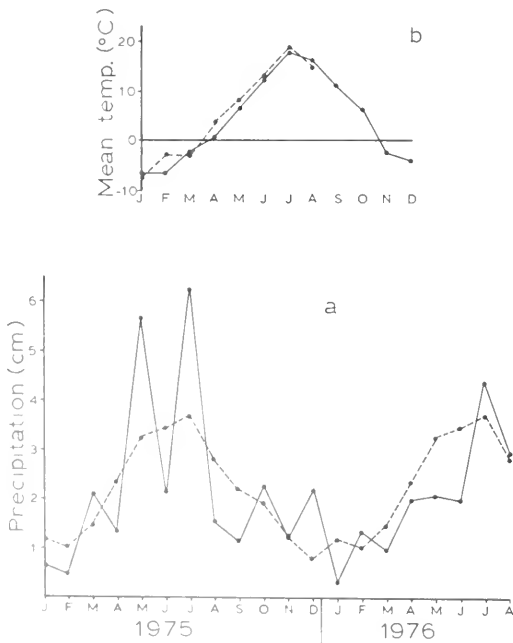 b
Mean temp. (°C)
20
10
0
-10
J F M A M J J A S O N D
a
Precipitation (cm)
6
5
4
3
2
1
J F M A M J J A S O N D J F M A M J J A
1975 1976